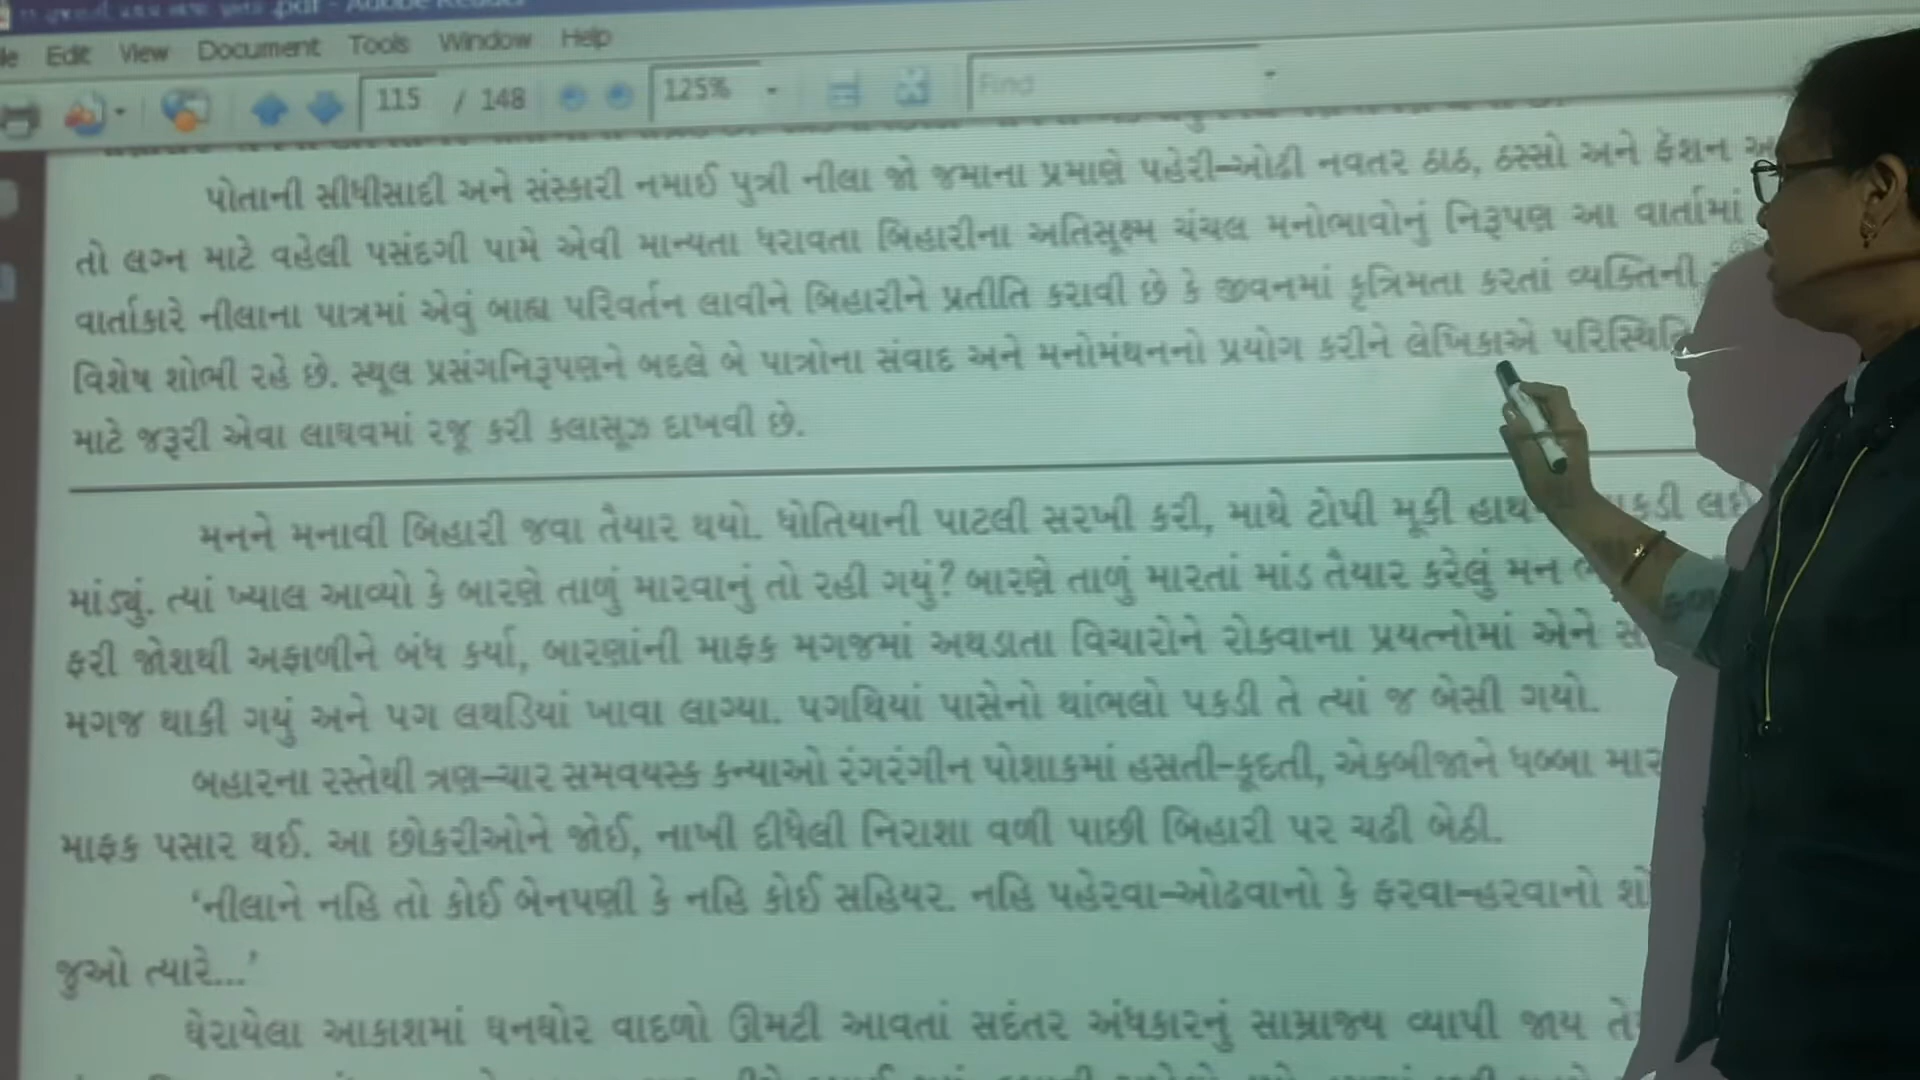 .pdf - Adobe Reader
Edit View Document Tools Window Help
115 / 148 125% Find
પોતાની સીધીસાદી અને સંસ્કારી નમાઈ પુત્રી નીલા જો જમાના પ્રમાણે પહેરી-ઓઢી નવતર ઠાઠ, ઠસ્સો અને ફૅશન
તો લગ્ન માટે વહેલી પસંદગી પામે એવી માન્યતા ધરાવતા બિહારીના અતિસૂક્ષ્મ ચંચલ મનોભાવોનું નિરૂપણ આ વાર્તામાં
વાર્તાકારે નીલાના પાત્રમાં એવું બાહ્ય પરિવર્તન લાવીને બિહારીને પ્રતીતિ કરાવી છે કે જીવનમાં કૃત્રિમતા કરતાં વ્યક્તિની
વિશેષ શોભી રહે છે. સ્થૂલ પ્રસંગનિરૂપણને બદલે બે પાત્રોના સંવાદ અને મનોમંથનનો પ્રયોગ કરીને લેખિકાએ
માટે જરૂરી એવા લાઘવમાં રજૂ કરી કલાસૂઝ દાખવી છે.
મનને મનાવી બિહારી જવા તૈયાર થયો. ધોતિયાની પાટલી સરખી કરી, માથે ટોપી મૂકી
માંડ્યું. ત્યાં ખ્યાલ આવ્યો કે બારણે તાળું મારવાનું તો રહી ગયું? બારણે તાળું મારતાં માંડ તૈયાર કરેલું મન
ફરી જોશથી અફાળીને બંધ કર્યા, બારણાંની માફક મગજમાં અથડાતા વિચારોને રોકવાના પ્રયત્નોમાં એને
મગજ થાકી ગયું અને પગ લથડિયાં ખાવા લાગ્યા. પગથિયાં પાસેનો થાંભલો પકડી તે ત્યાં જ બેસી ગયો.
બહારના રસ્તેથી ત્રણ-ચાર સમવયસ્ક કન્યાઓ રંગરંગીન પોશાકમાં હસતી-કૂદતી, એકબીજાને ધબ્બા
માફક પસાર થઈ. આ છોકરીઓને જોઈ, નાખી દીધેલી નિરાશા વળી પાછી બિહારી પર ચઢી બેઠી.
‘નીલાને નહિ તો કોઈ બેનપણી કે નહિ કોઈ સહિયર. નહિ પહેરવા-ઓઢવાનો કે ફરવા-હરવાનો
જુઓ ત્યારે...’
ઘેરાયેલા આકાશમાં ઘનઘોર વાદળો ઊમટી આવતાં સદંતર અંધકારનું સામ્રાજ્ય વ્યાપી જાય